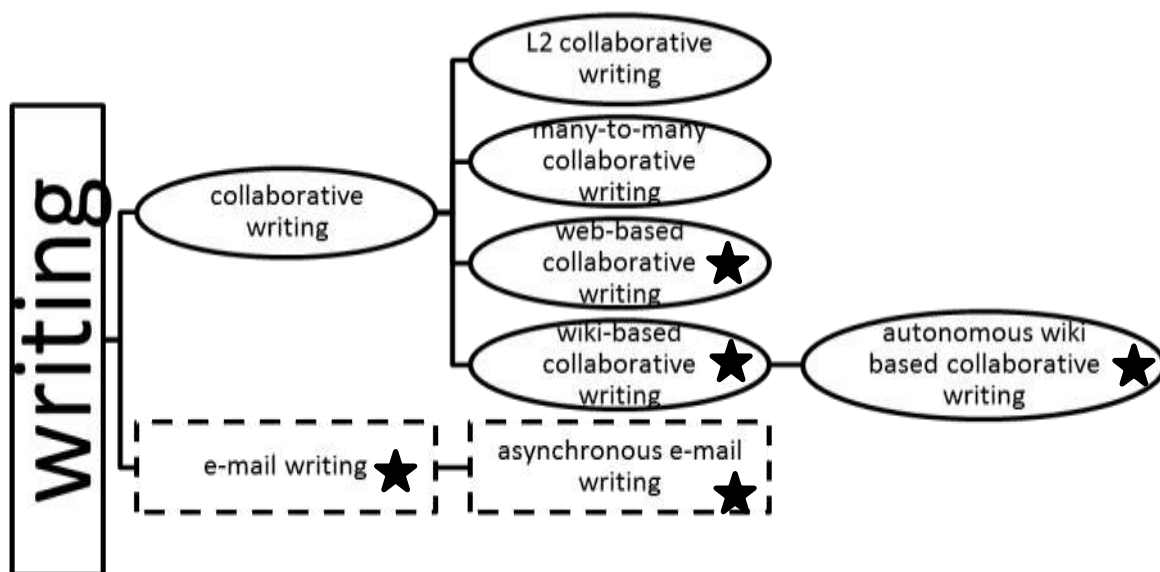 writing
collaborative
writing
L2 collaborative
writing
many-to-many
collaborative
writing
web-based
collaborative
writing
wiki-based
collaborative
writing
autonomous wiki
based collaborative
writing
e-mail writing
asynchronous e-mail
writing